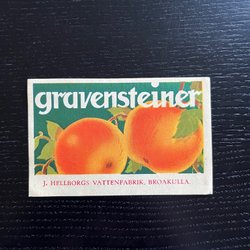 gravensteiner
J. HELLBORGS VATTENFABRIK, BROAKULLA.